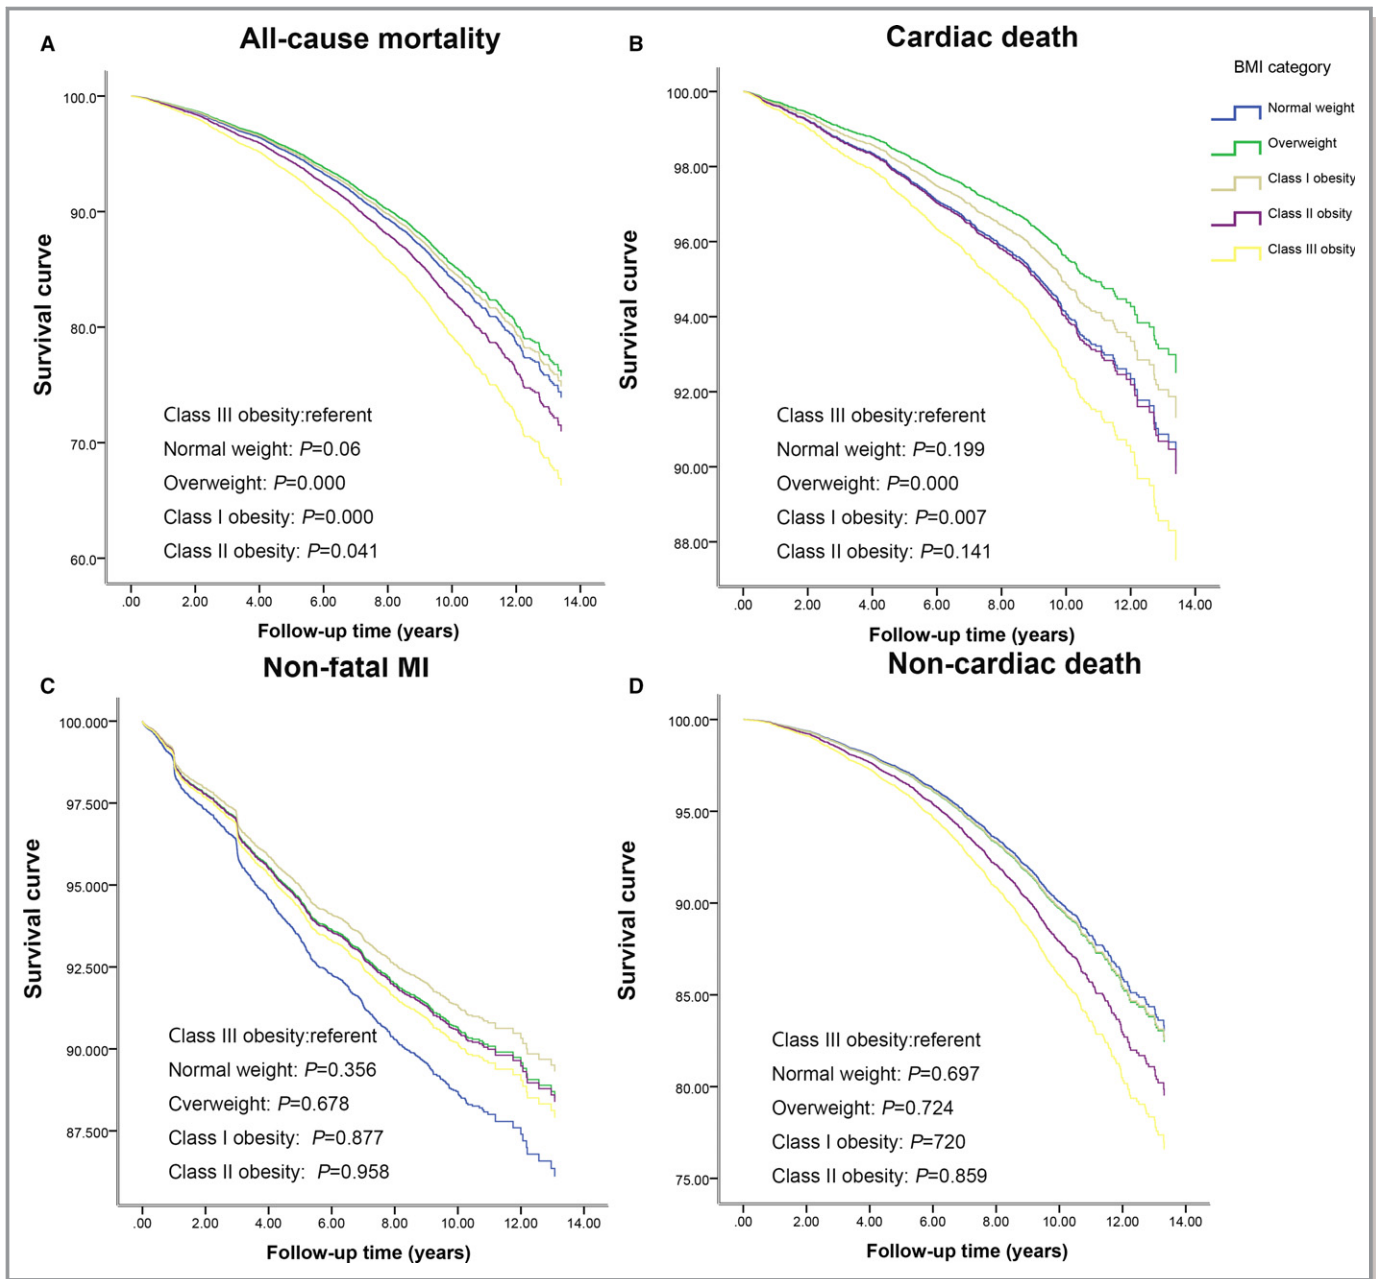 A
All-cause mortality
100.0
90.0
80.0
70.0
60.0
Survival curve
Class III obesity:referent
Normal weight: P=0.06
Overweight: P=0.000
Class I obesity: P=0.000
Class II obesity: P=0.041
.00 2.00 4.00 6.00 8.00 10.00 12.00 14.00
Follow-up time (years)
B
Cardiac death
100.00
98.00
96.00
94.00
92.00
90.00
88.00
Survival curve
Class III obesity:referent
Normal weight: P=0.199
Overweight: P=0.000
Class I obesity: P=0.007
Class II obesity: P=0.141
.00 2.00 4.00 6.00 8.00 10.00 12.00 14.00
Follow-up time (years)
BMI category
Normal weight
Overweight
Class I obesity
Class II obsity
Class III obsity
C
Non-fatal MI
100.000
97.500
95.000
92.500
90.000
87.500
Survival curve
Class III obesity:referent
Normal weight: P=0.356
Cverweight: P=0.678
Class I obesity: P=0.877
Class II obesity: P=0.958
.00 2.00 4.00 6.00 8.00 10.00 12.00 14.00
Follow-up time (years)
D
Non-cardiac death
100.00
95.00
90.00
85.00
80.00
75.00
Survival curve
Class III obesity:referent
Normal weight: P=0.697
Overweight: P=0.724
Class I obesity: P=720
Class II obesity: P=0.859
.00 2.00 4.00 6.00 8.00 10.00 12.00 14.00
Follow-up time (years)